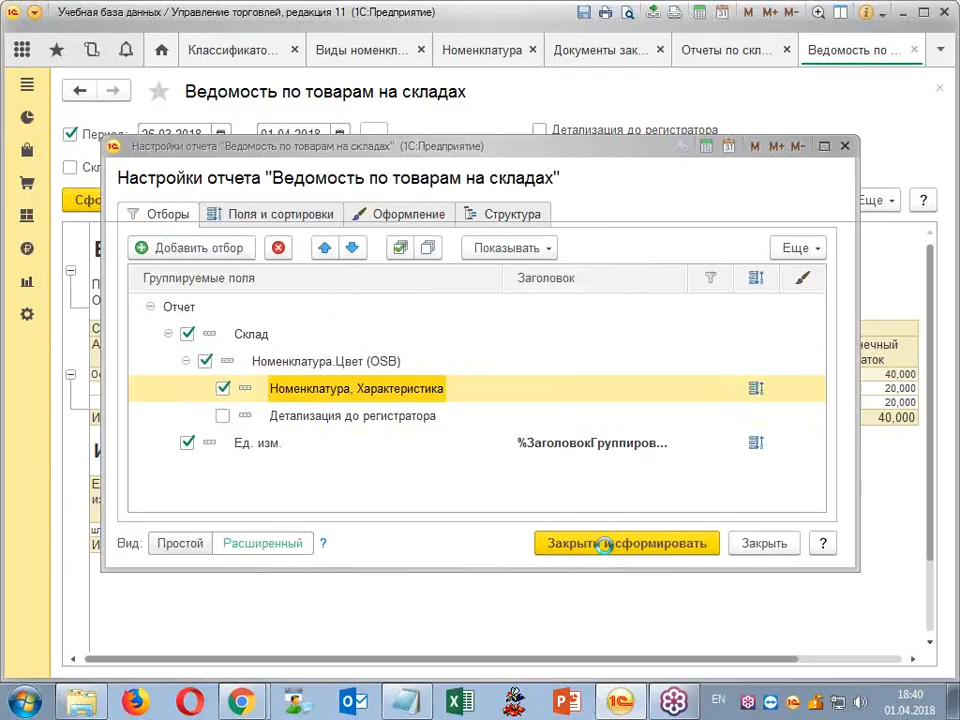 Учебная база данных / Управление торговлей, редакция 11 (1С:Предприятие)
M M+ M-
Классификато... Виды номенкл... Номенклатура Документы зак... Отчеты по скл... Ведомость по ...
Ведомость по товарам на складах
Период: 26.03.2018 01.04.2018 Детализация до регистратора
Настройки отчета "Ведомость по товарам на складах" (1С:Предприятие)
M M+ M-
Настройки отчета "Ведомость по товарам на складах"
Отборы Поля и сортировки Оформление Структура
Добавить отбор Показывать Еще
Группируемые поля Заголовок
Отчет
Склад
Номенклатура.Цвет (OSB)
Номенклатура, Характеристика
Детализация до регистратора
Ед. изм. %ЗаголовокГруппиров...
Вид: Простой Расширенный ? Закрыть и сформировать Закрыть ?
?
40,000
20,000
20,000
40,000
EN
18:40
01.04.2018